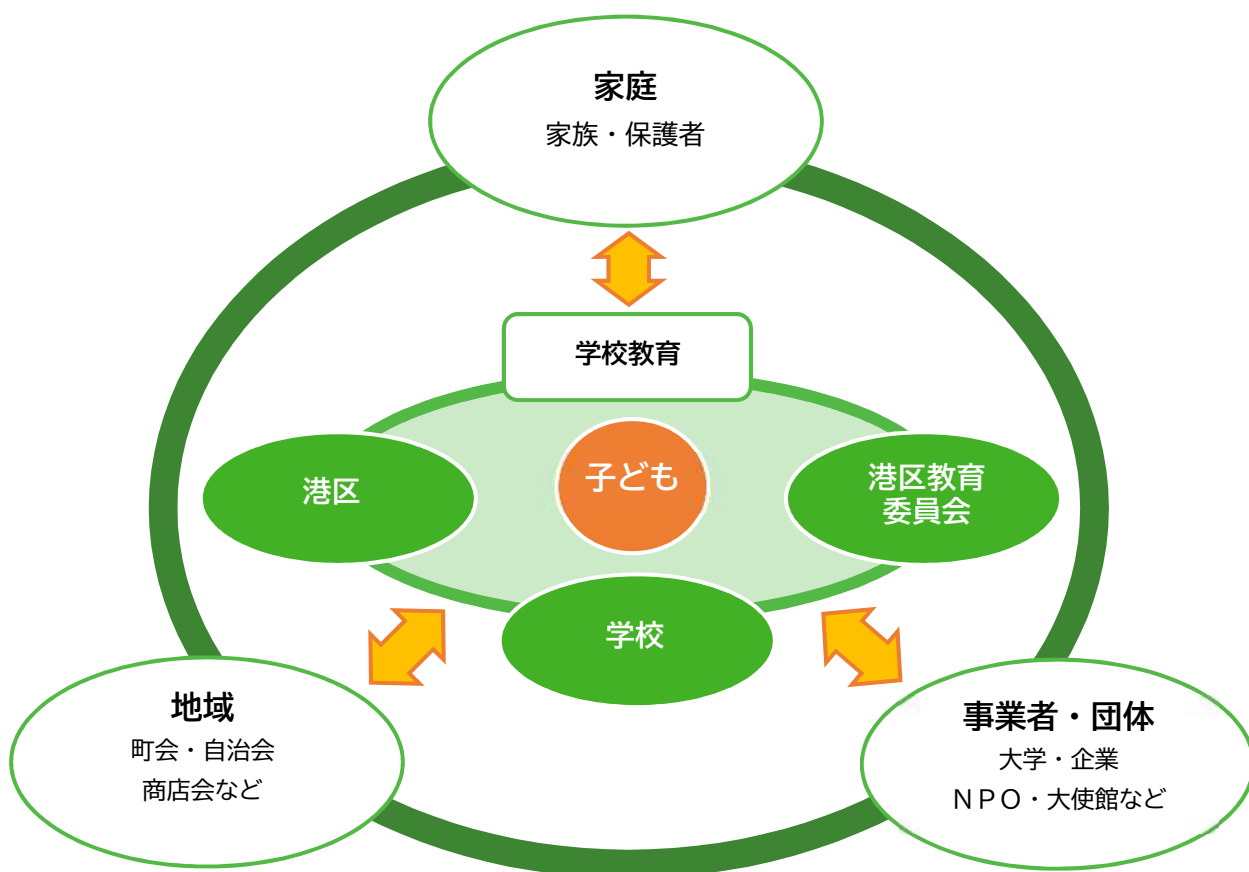 家庭
家族・保護者
学校教育
子ども
港区
港区教育
委員会
学校
地域
町会・自治会
商店会など
事業者・団体
大学・企業
ＮＰＯ・大使館など